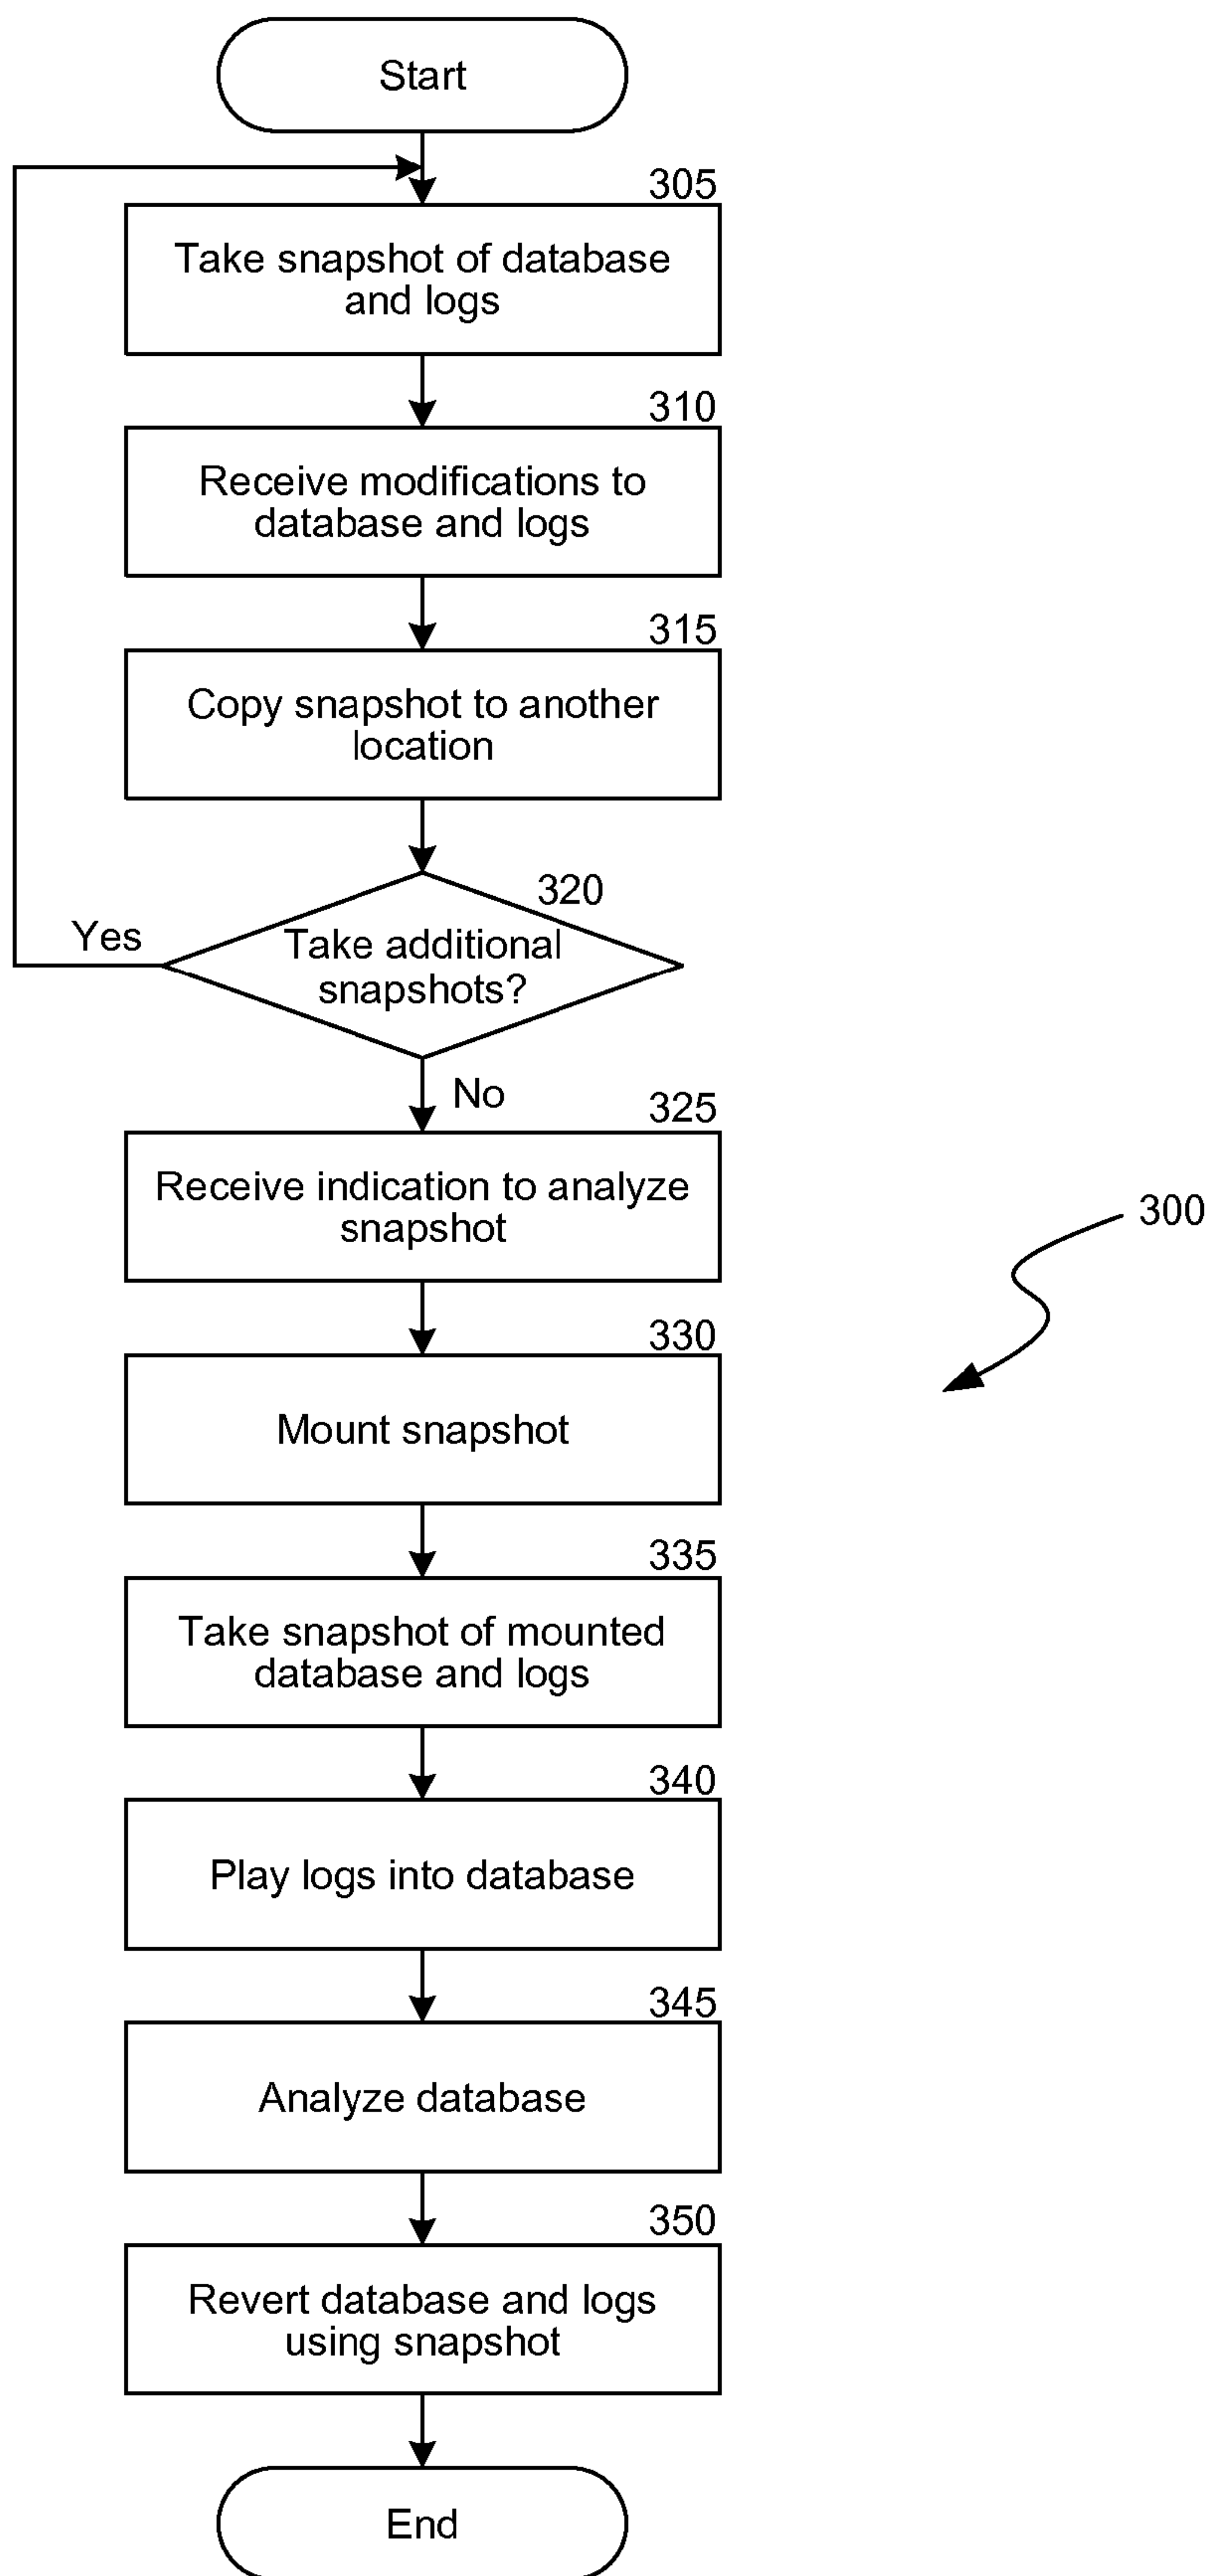 Start
305
Take snapshot of database
and logs
310
Receive modifications to
database and logs
315
Copy snapshot to another
location
320
Yes
Take additional
snapshots?
No
325
Receive indication to analyze
snapshot
300
330
Mount snapshot
335
Take snapshot of mounted
database and logs
340
Play logs into database
345
Analyze database
350
Revert database and logs
using snapshot
End